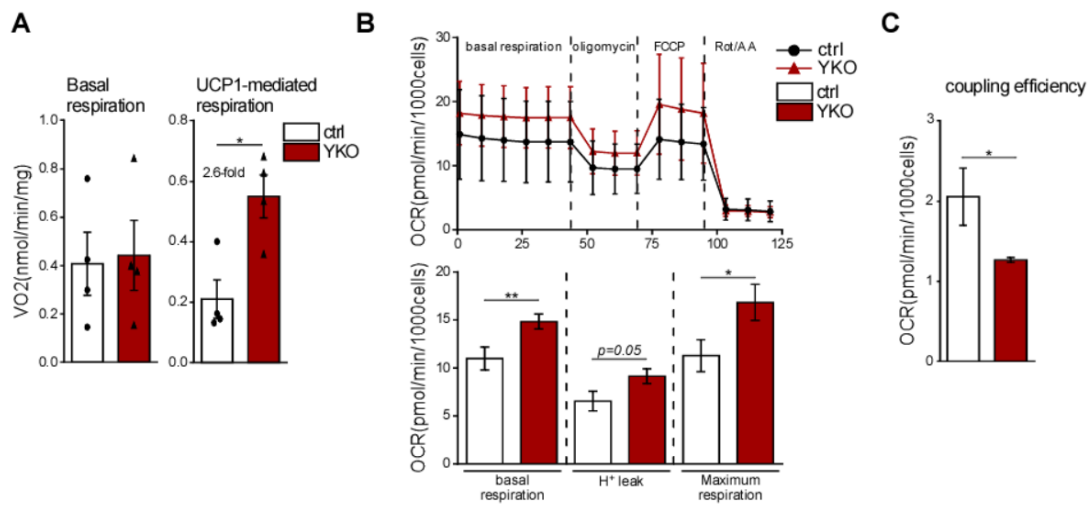 A
Basal
respiration
UCP1-mediated
respiration
VO2(nmol/min/mg)
1.0
0.8
0.6
0.4
0.2
0.0
0.8
0.6
0.4
0.2
0.0
*
2.6-fold
ctrl
YKO
B
OCR(pmol/min/1000cells)
30
20
10
0
basal respiration
oligomycin
FCCP
Rot/AA
0
25
50
75
100
125
ctrl
YKO
ctrl
YKO
OCR(pmol/min/1000cells)
20
15
10
5
0
**
p=0.05
*
basal
respiration
H+ leak
Maximum
respiration
C
coupling efficiency
OCR(pmol/min/1000cells)
3
2
1
0
*